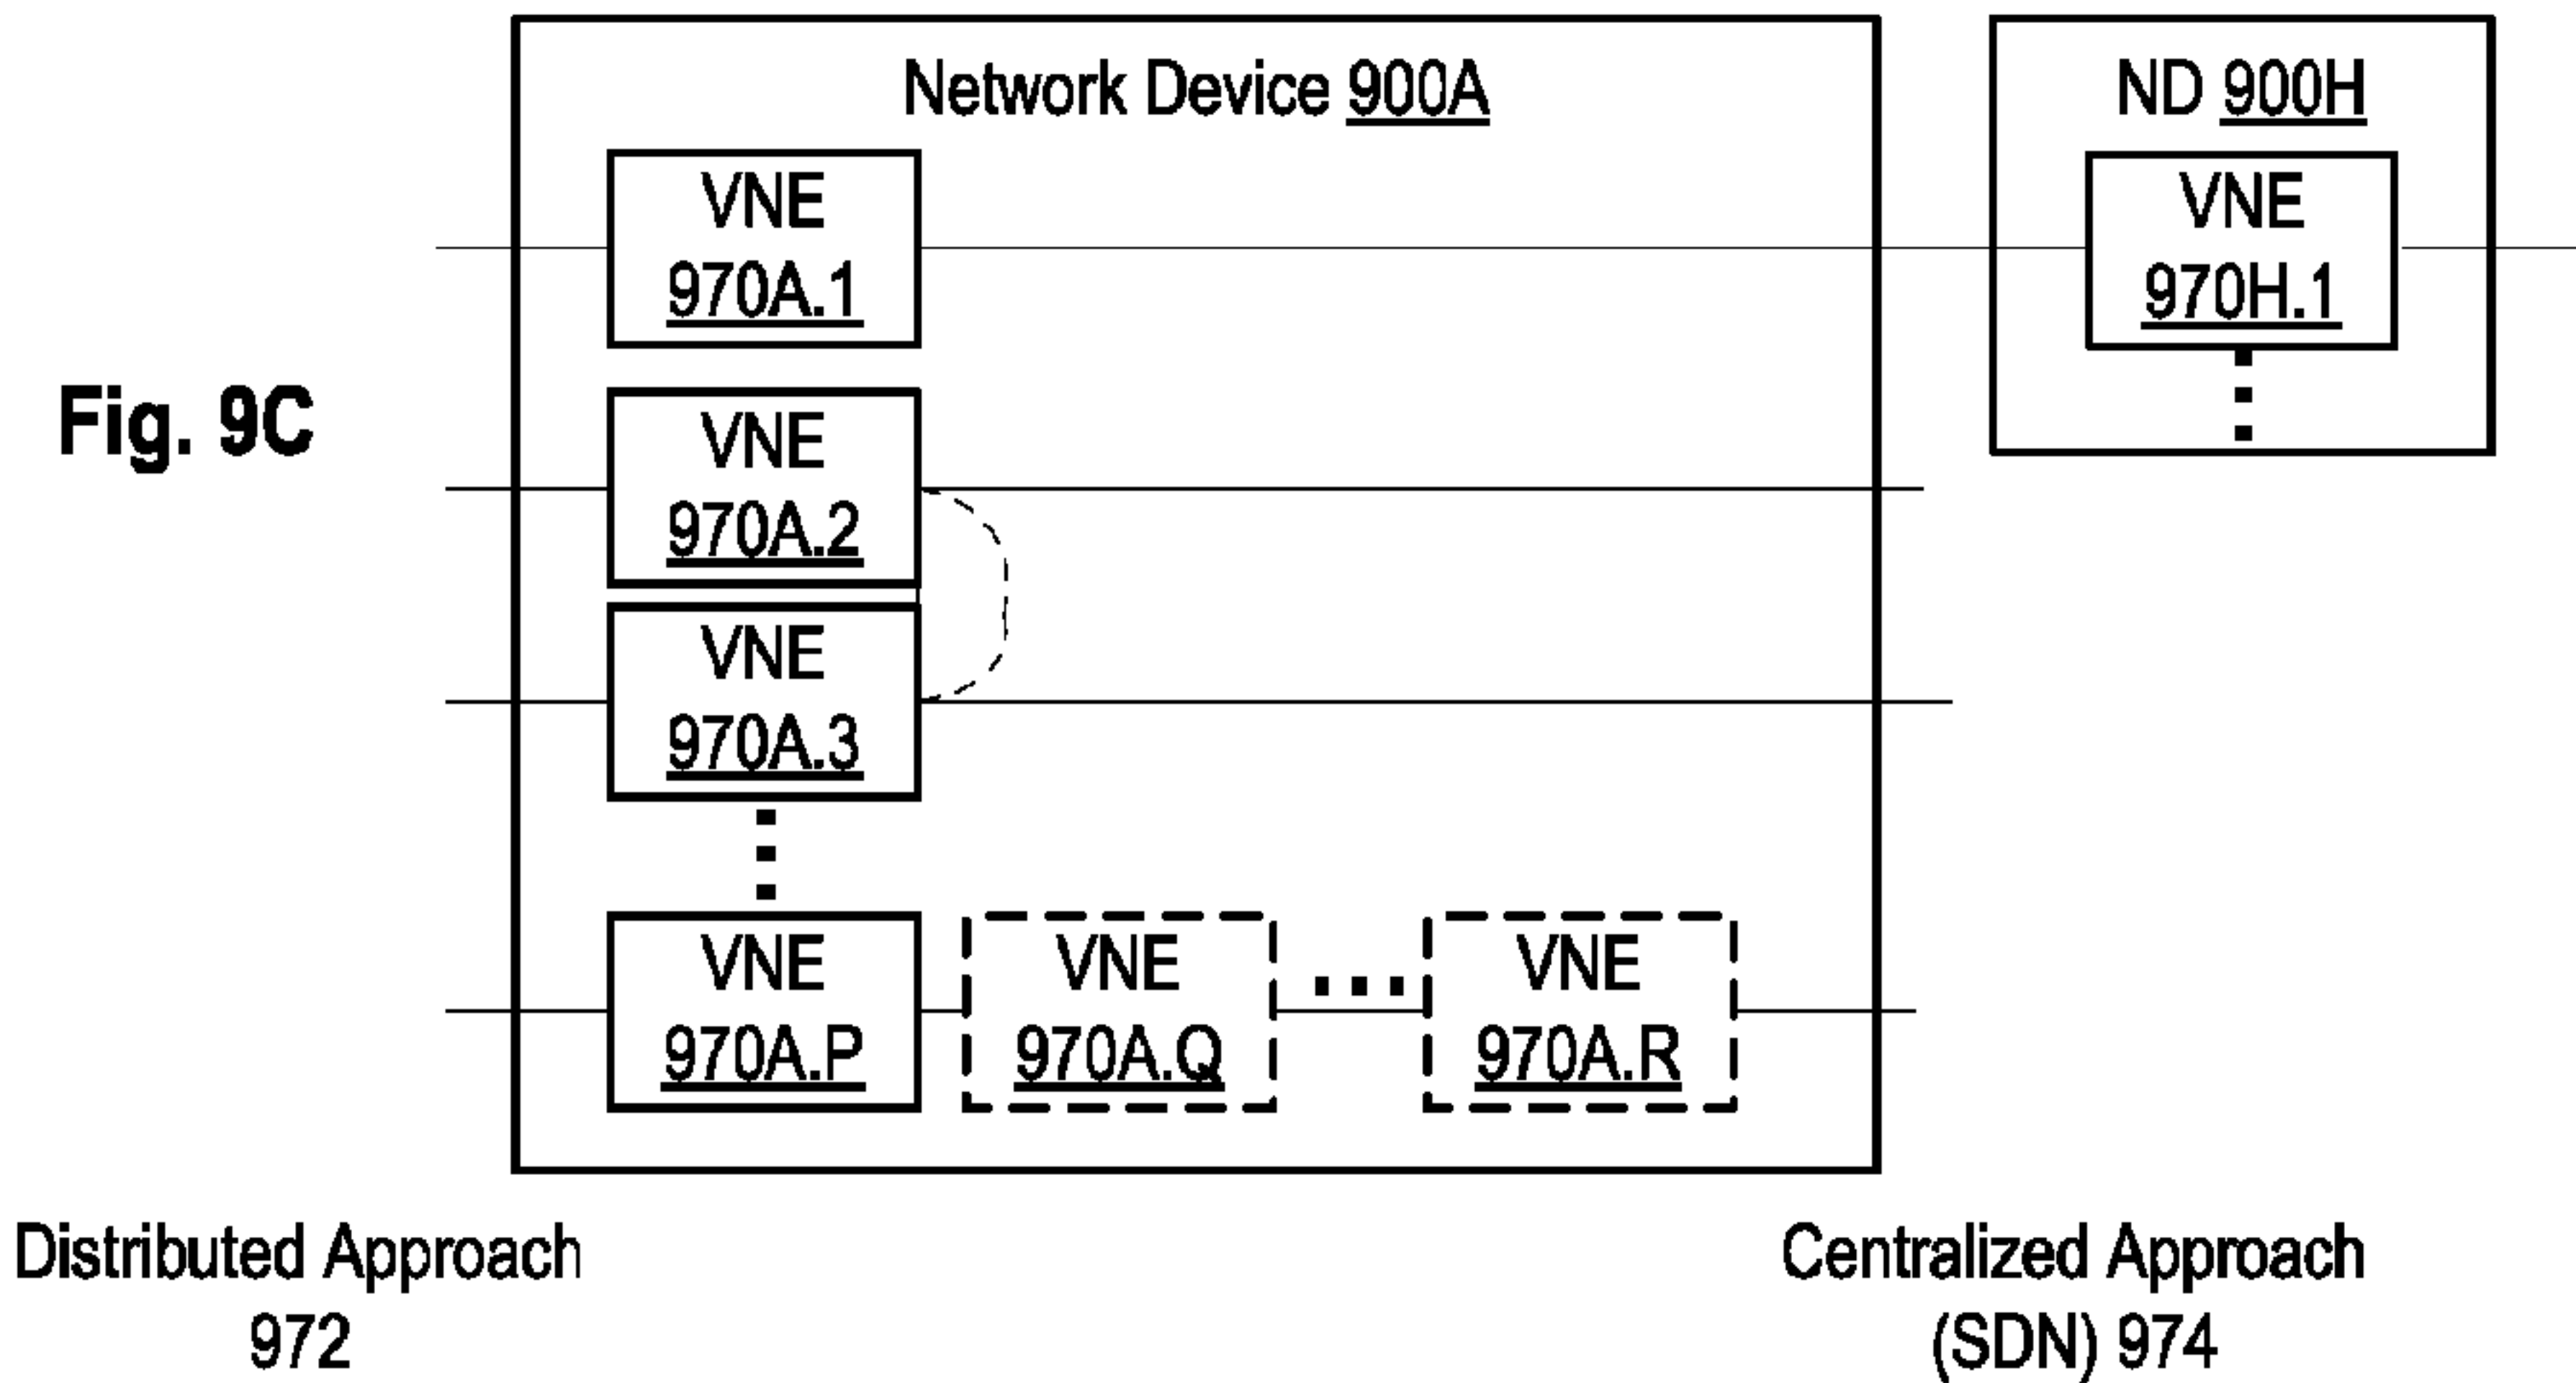 Network Device 900A
ND 900H
VNE
970A.1
VNE
970H.1
Fig. 9C
VNE
970A.2
VNE
970A.3
VNE
970A.P
VNE
970A.Q
VNE
970A.R
Distributed Approach
972
Centralized Approach
(SDN) 974